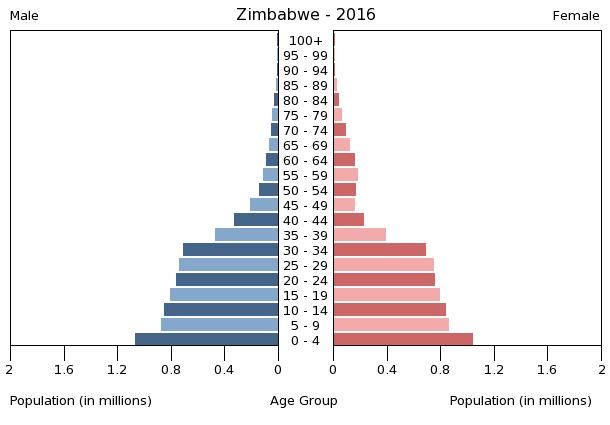 Male Zimbabwe - 2016 Female
100+
95 - 99
90 - 94
85 - 89
80 - 84
75 - 79
70 - 74
65 - 69
60 - 64
55 - 59
50 - 54
45 - 49
40 - 44
35 - 39
30 - 34
25 - 29
20 - 24
15 - 19
10 - 14
5 - 9
0 - 4
2 1.6 1.2 0.8 0.4 0 0 0.4 0.8 1.2 1.6 2
Population (in millions) Age Group Population (in millions)